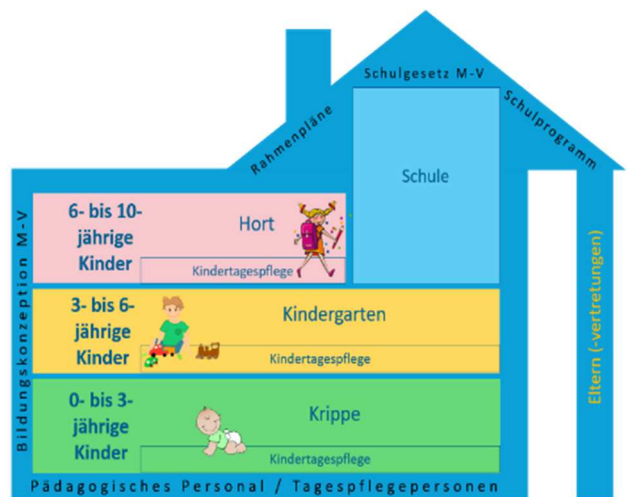 Schulgesetz M-V
Rahmenpläne
Schulprogramm
Schule
Bildungskonzeption M-V
6- bis 10-
jährige
Kinder
Hort
Kindertagespflege
3- bis 6-
jährige
Kinder
Kindergarten
Kindertagespflege
0- bis 3-
jährige
Kinder
Krippe
Kindertagespflege
Eltern (-vertretungen)
Pädagogisches Personal / Tagespflegepersonen